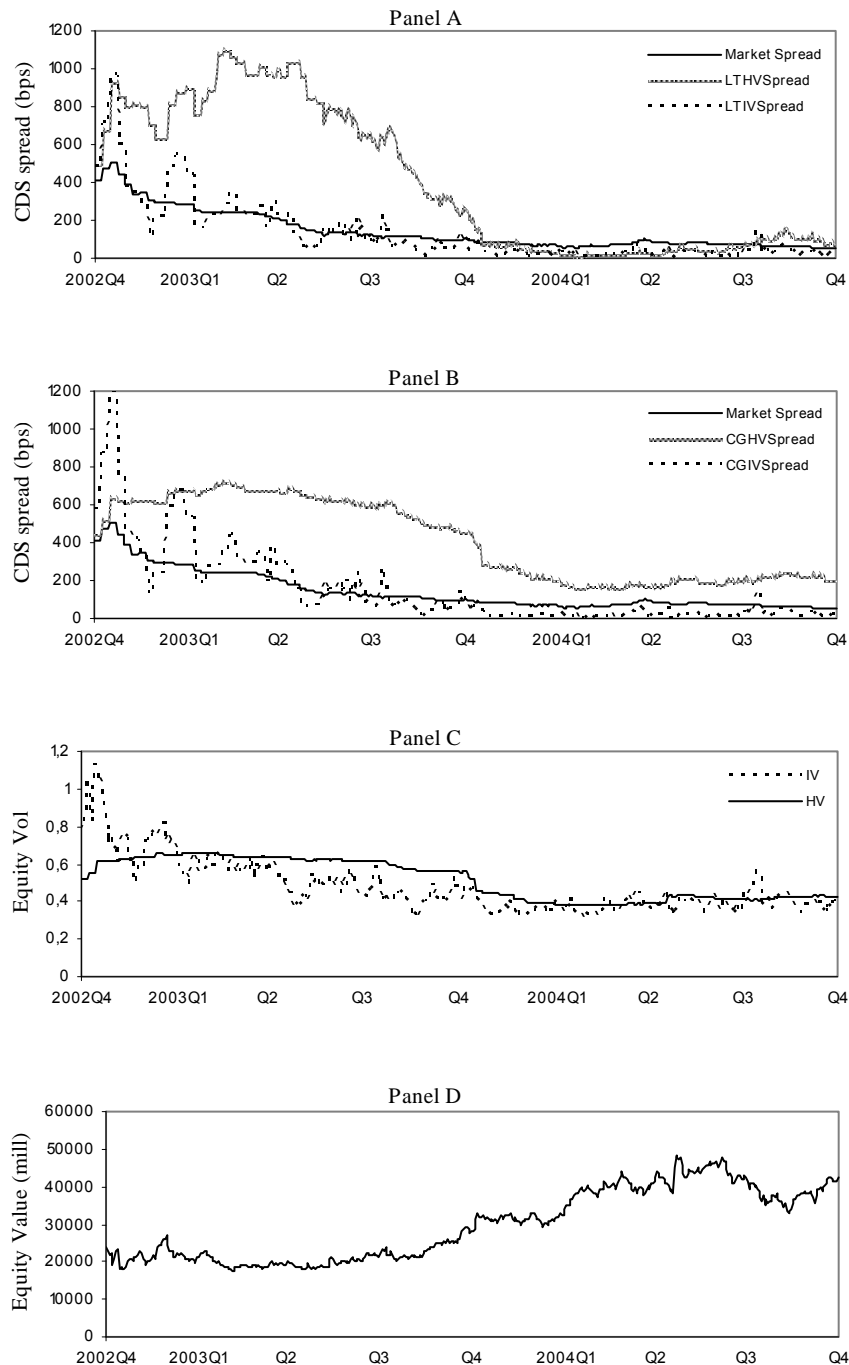 Panel A
CDS spread (bps)
1200
1000
800
600
400
200
0
Market Spread
LTHVSpread
LTIVSpread
2002Q4 2003Q1 Q2 Q3 Q4 2004Q1 Q2 Q3 Q4
Panel B
CDS spread (bps)
1200
1000
800
600
400
200
0
Market Spread
CGHVSpread
CGIVSpread
2002Q4 2003Q1 Q2 Q3 Q4 2004Q1 Q2 Q3 Q4
Panel C
Equity Vol
1,2
1
0,8
0,6
0,4
0,2
0
IV
HV
2002Q4 2003Q1 Q2 Q3 Q4 2004Q1 Q2 Q3 Q4
Panel D
Equity Value (mill)
60000
50000
40000
30000
20000
10000
0
2002Q4 2003Q1 Q2 Q3 Q4 2004Q1 Q2 Q3 Q4